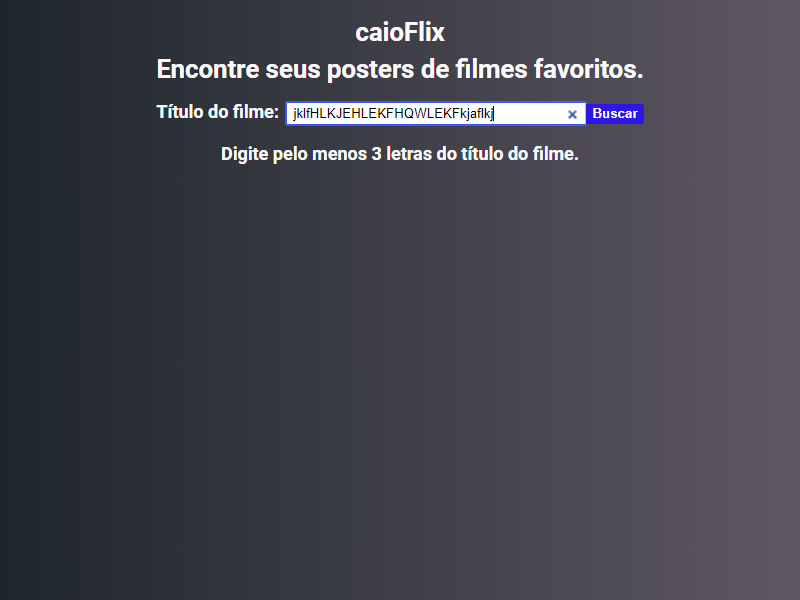 caioFlix
Encontre seus posters de filmes favoritos.
Título do filme: jklfHLKJEHLEKFHQWLEKFkjaflkj × Buscar
Digite pelo menos 3 letras do título do filme.